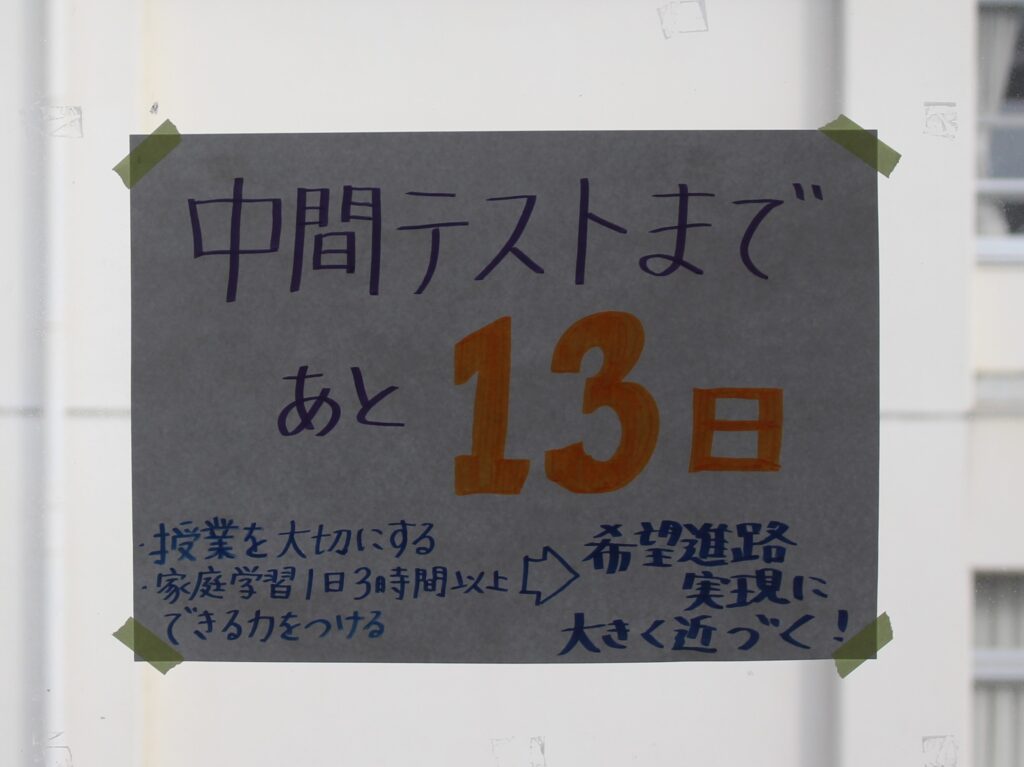 中間テストまで
あと13日
・授業を大切にする
・家庭学習1日3時間以上
できる力をつける
⇨
希望進路
実現に
大きく近づく!